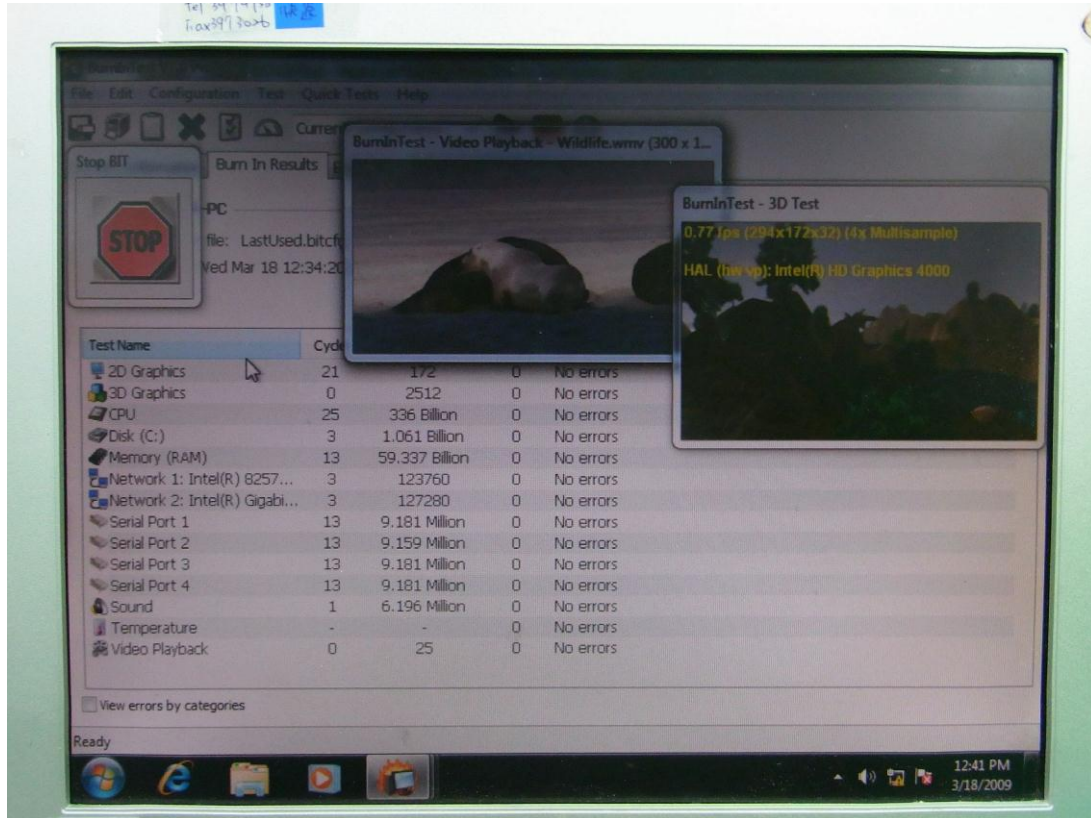 File Edit Configuration Test Quick Tests Help
Stop BIT
STOP
Burn In Results
BurnInTest - Video Playback - Wildlife.wmv (300 x 1...
BurnInTest - 3D Test
0.77 fps (294x172x32) (4x Multisample)
HAL (hw vp): Intel(R) HD Graphics 4000
PC
file: LastUsed.bitcfg
Wed Mar 18 12:34:20
Test Name Cycle
2D Graphics 21 172 0 No errors
3D Graphics 0 2512 0 No errors
CPU 25 336 Billion 0 No errors
Disk (C:) 3 1.061 Billion 0 No errors
Memory (RAM) 13 59.337 Billion 0 No errors
Network 1: Intel(R) 8257... 3 123760 0 No errors
Network 2: Intel(R) Gigabi... 3 127280 0 No errors
Serial Port 1 13 9.181 Million 0 No errors
Serial Port 2 13 9.159 Million 0 No errors
Serial Port 3 13 9.181 Million 0 No errors
Serial Port 4 13 9.181 Million 0 No errors
Sound 1 6.196 Million 0 No errors
Temperature - - 0 No errors
Video Playback 0 25 0 No errors
View errors by categories
Ready
12:41 PM
3/18/2009